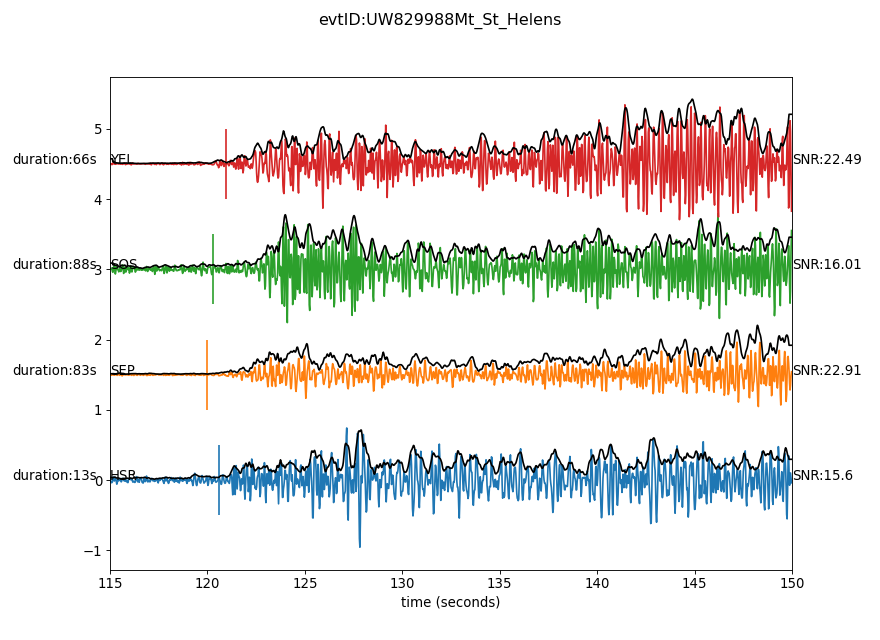 evtID:UW829988Mt_St_Helens
5
duration:66s YEL SNR:22.49
4
duration:88s 3 SOS SNR:16.01
2
duration:83s SEP SNR:22.91
1
duration:13s 0 HSR SNR:15.6
−1
115 120 125 130 135 140 145 150
time (seconds)